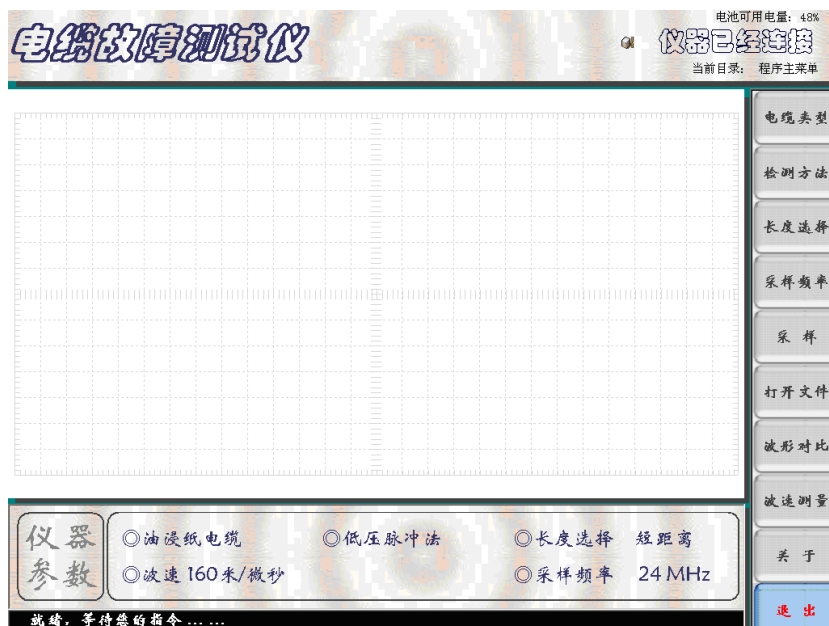 电池可用电量：48%
电缆故障测试仪
仪器已经连接
当前目录： 程序主菜单
电缆类型
检测方法
长度选择
采样频率
采 样
打开文件
波形对比
波速测量
关 于
退 出
仪器参数
◎油浸纸电缆 ◎低压脉冲法 ◎长度选择 短距离
◎波速160米/微秒 ◎采样频率 24MHz
就绪，等待您的指令... ...